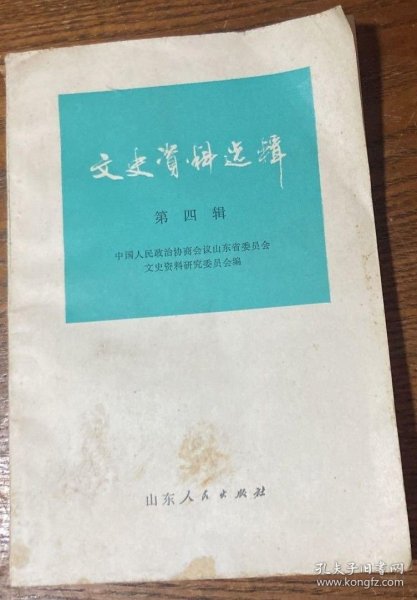 文史资料选辑
第四辑
中国人民政治协商会议山东省委员会
文史资料研究委员会编
山东人民出版社
孔夫子旧书网
www.kongfz.com